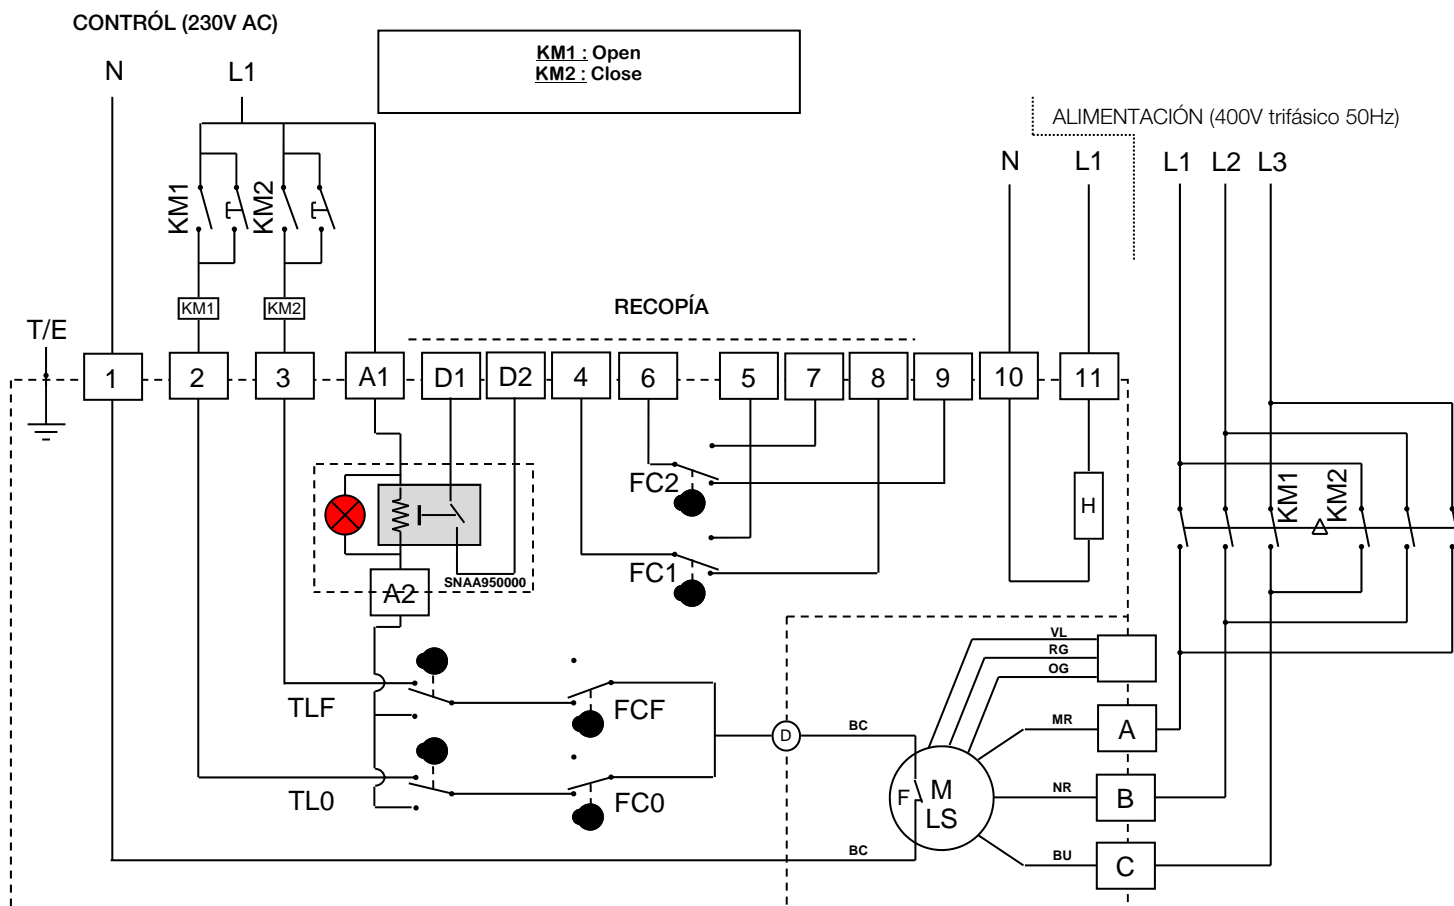 CONTRÓL (230V AC)
KM1 : Open
KM2 : Close
N
L1
ALIMENTACIÓN (400V trifásico 50Hz)
N
L1
L1
L2
L3
KM1
KM2
KM1
KM2
RECOPÍA
T/E
1
2
3
A1
D1
D2
4
6
5
7
8
9
10
11
FC2
KM1
KM2
H
FC1
SNAA950000
A2
VL
RG
OG
TLF
FCF
MR
A
D
BC
TL0
FC0
F
M
LS
NR
B
BC
BU
C